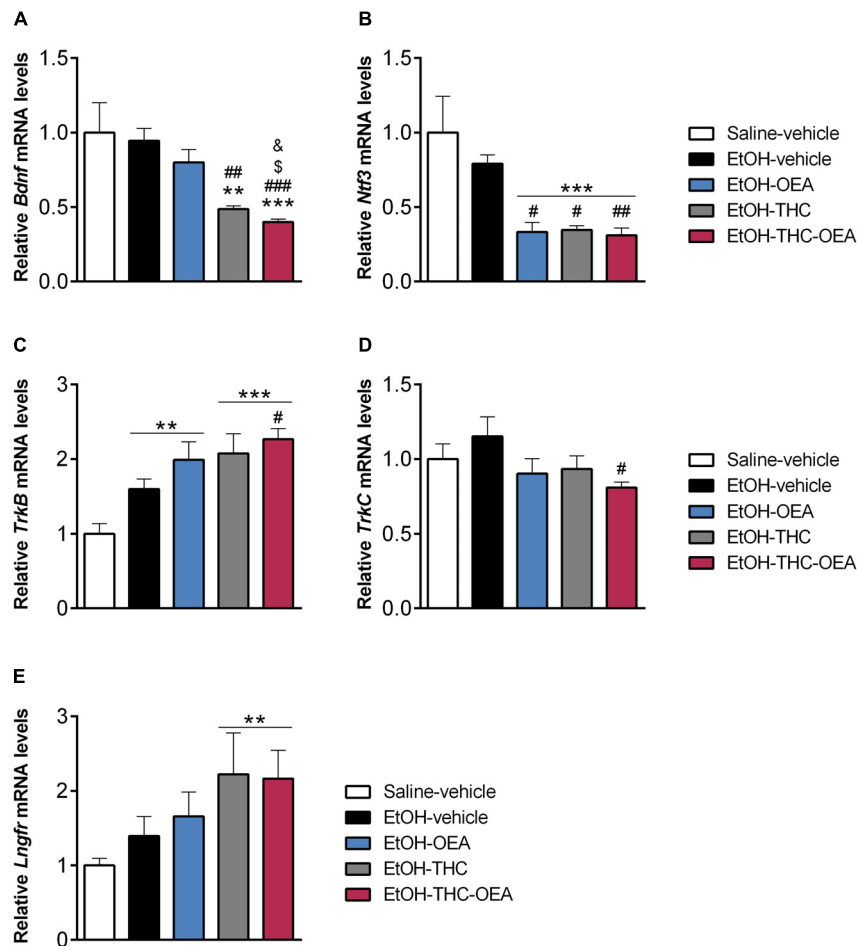 A
Relative Bdnf mRNA levels
1.5
1.0
0.5
0.0
##
**
&
$
###
***
B
Relative Ntf3 mRNA levels
1.5
1.0
0.5
0.0
***
#
#
##
Saline-vehicle
EtOH-vehicle
EtOH-OEA
EtOH-THC
EtOH-THC-OEA
C
Relative TrkB mRNA levels
3
2
1
0
**
***
#
D
Relative TrkC mRNA levels
1.5
1.0
0.5
0.0
#
Saline-vehicle
EtOH-vehicle
EtOH-OEA
EtOH-THC
EtOH-THC-OEA
E
Relative Lngfr mRNA levels
3
2
1
0
**
Saline-vehicle
EtOH-vehicle
EtOH-OEA
EtOH-THC
EtOH-THC-OEA